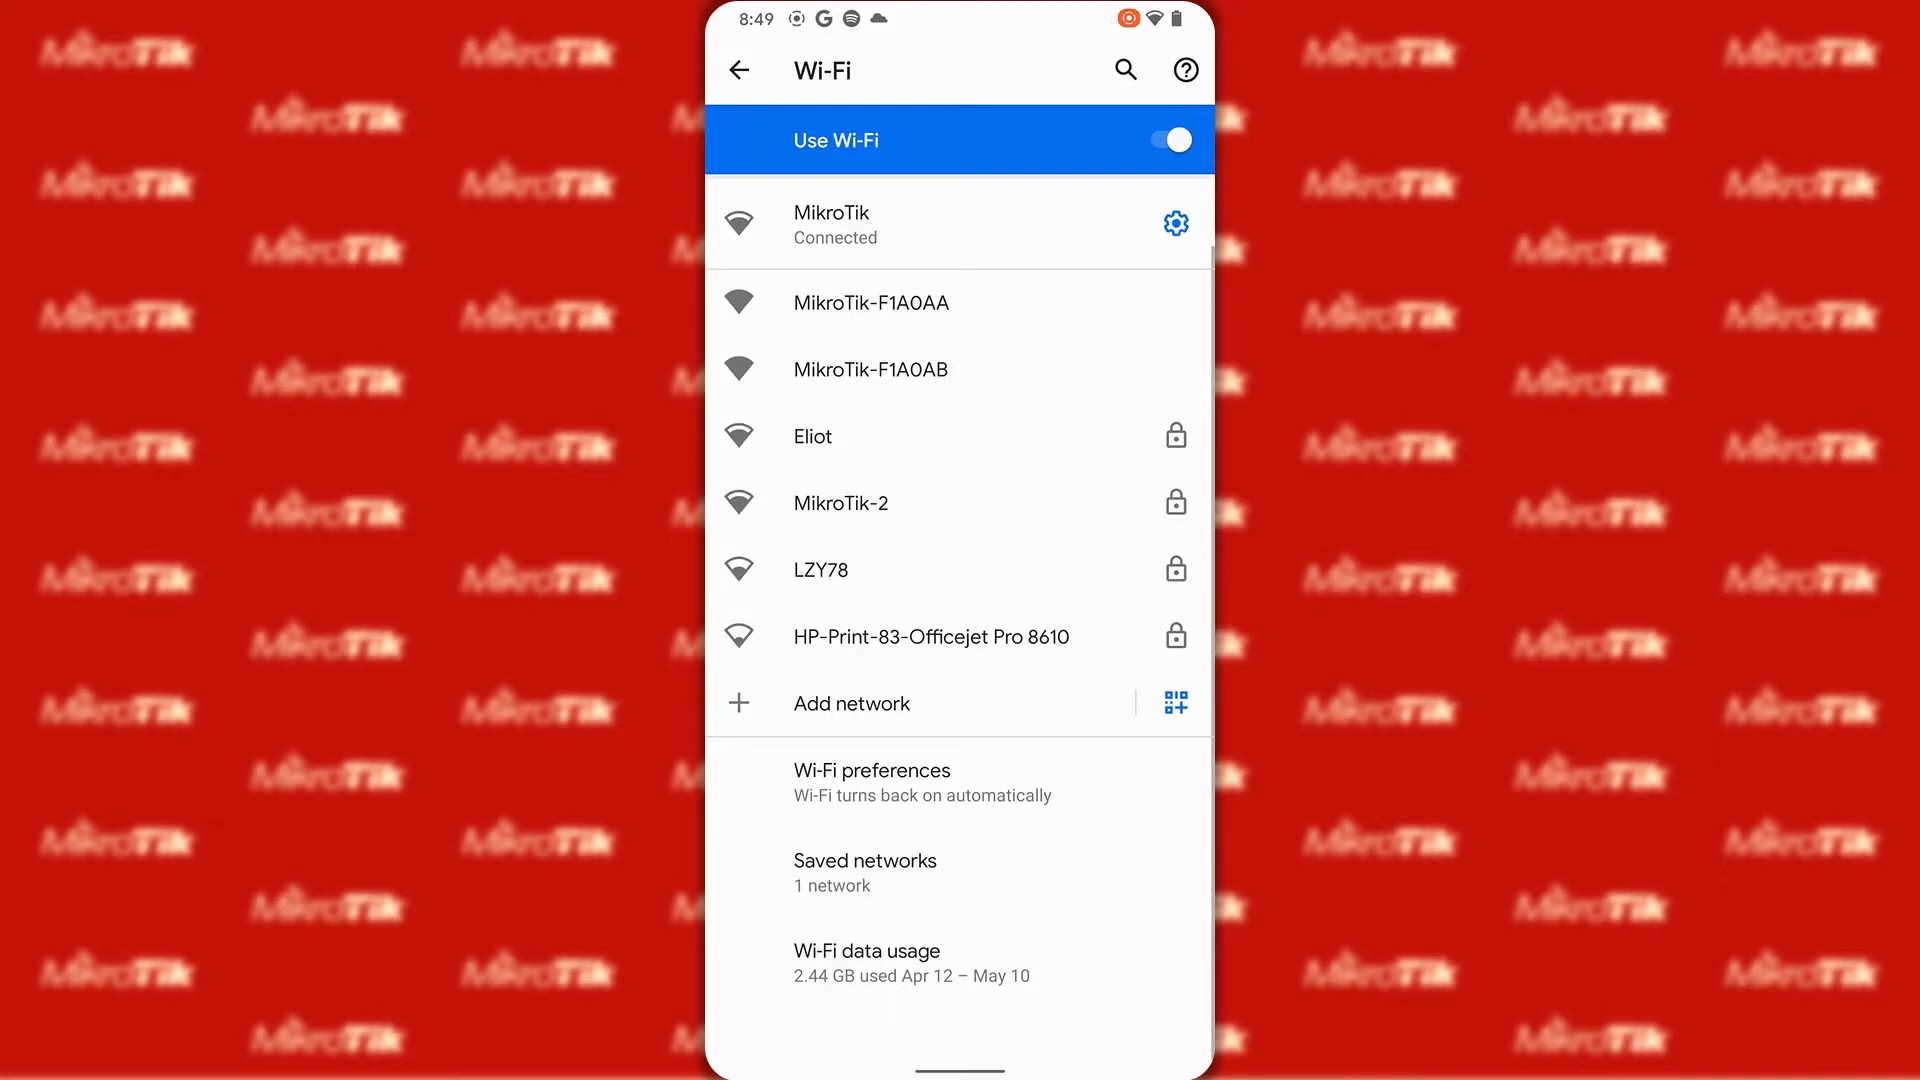 8:49
Wi-Fi
Use Wi-Fi
MikroTik
Connected
MikroTik-F1A0AA
MikroTik-F1A0AB
Eliot
MikroTik-2
LZY78
HP-Print-83-Officejet Pro 8610
Add network
Wi-Fi preferences
Wi-Fi turns back on automatically
Saved networks
1 network
Wi-Fi data usage
2.44 GB used Apr 12 – May 10
MikroTik